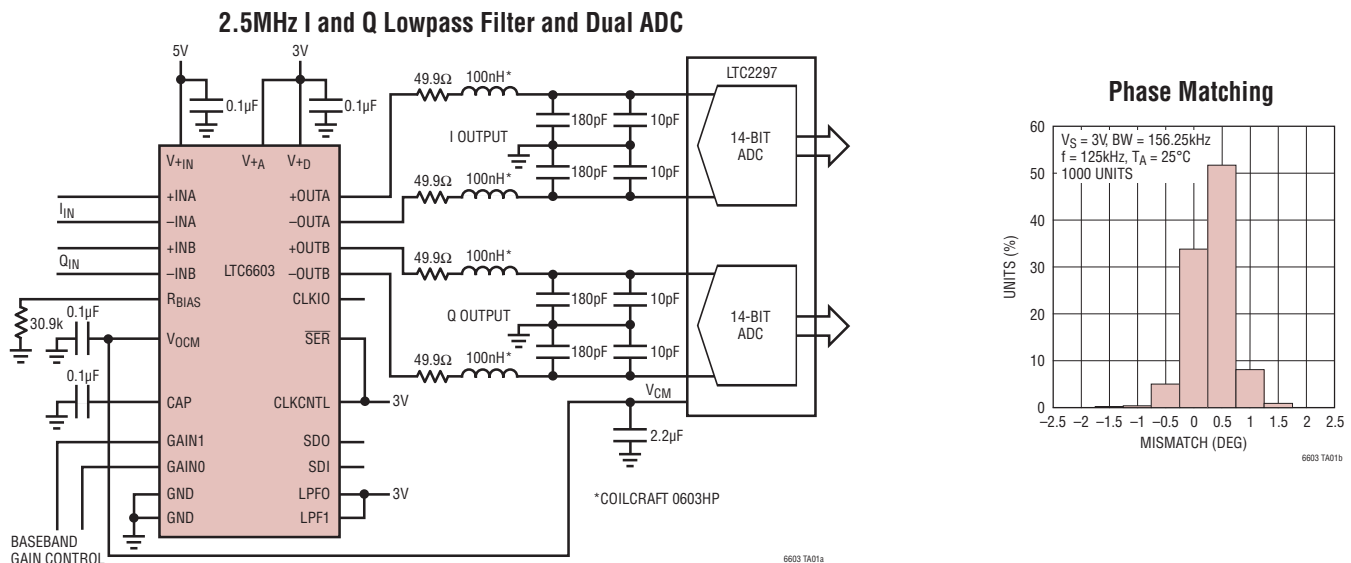 2.5MHz I and Q Lowpass Filter and Dual ADC
5V
3V
0.1µF
0.1µF
49.9Ω
100nH*
LTC2297
180pF
10pF
I OUTPUT
14-BIT
ADC
180pF
10pF
49.9Ω
100nH*
V+IN
V+A
V+D
+INA
+OUTA
IIN
–INA
–OUTA
+INB
+OUTB
QIN
–INB
LTC6603
–OUTB
49.9Ω
100nH*
RBIAS
CLKIO
180pF
10pF
30.9k
0.1µF
Q OUTPUT
14-BIT
ADC
VOCM
SER
180pF
10pF
49.9Ω
100nH*
0.1µF
VCM
CAP
CLKCNTL
3V
2.2µF
GAIN1
SDO
GAIN0
SDI
GND
LPF0
3V
*COILCRAFT 0603HP
GND
LPF1
BASEBAND
GAIN CONTROL
6603 TA01a
Phase Matching
VS = 3V, BW = 156.25kHz
f = 125kHz, TA = 25°C
1000 UNITS
UNITS (%)
60
50
40
30
20
10
0
–2.5 –2 –1.5 –1 –0.5 0 0.5 1 1.5 2 2.5
MISMATCH (DEG)
6603 TA01b